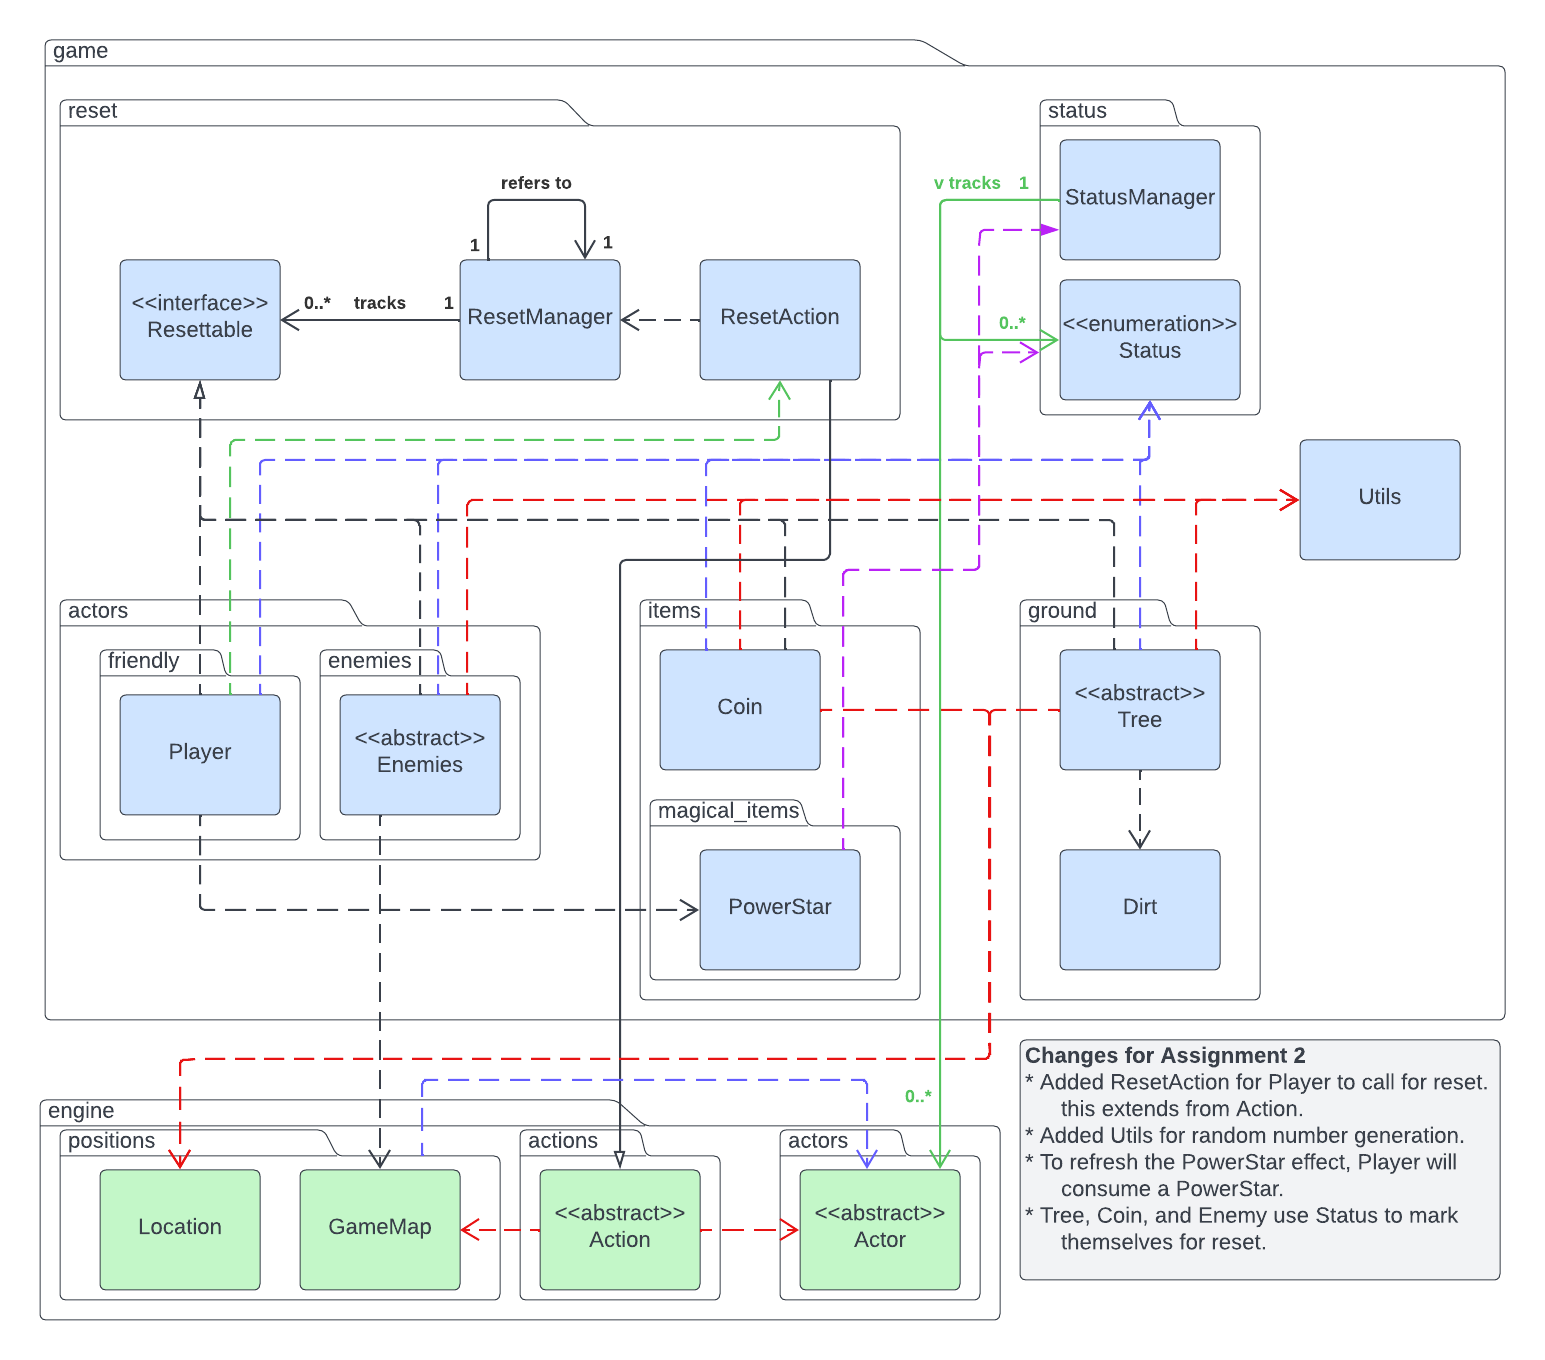 game
reset
status
refers to
v tracks 1
StatusManager
1
1
<<interface>>
Resettable
0..*
tracks
1
ResetManager
ResetAction
0..*
<<enumeration>>
Status
Utils
actors
items
ground
friendly
enemies
Player
<<abstract>>
Enemies
Coin
<<abstract>>
Tree
magical_items
PowerStar
Dirt
Changes for Assignment 2
* Added ResetAction for Player to call for reset.
this extends from Action.
* Added Utils for random number generation.
* To refresh the PowerStar effect, Player will
consume a PowerStar.
* Tree, Coin, and Enemy use Status to mark
themselves for reset.
0..*
engine
positions
actions
actors
Location
GameMap
<<abstract>>
Action
<<abstract>>
Actor